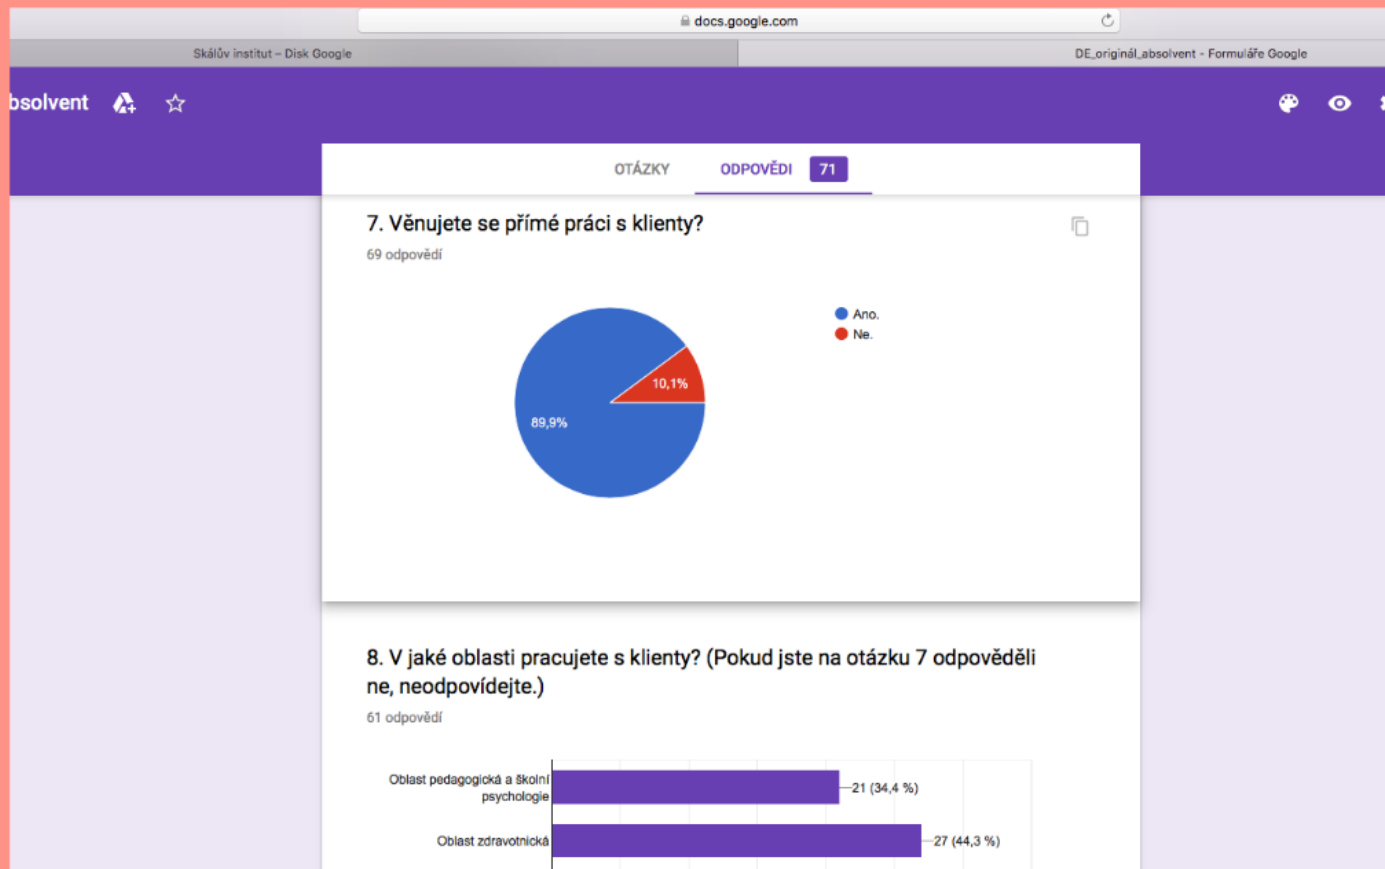 docs.google.com
Skálův institut – Disk Google
DE_originál_absolvent - Formuláře Google
bsolvent
OTÁZKY
ODPOVĚDI 71
7. Věnujete se přímé práci s klienty?
69 odpovědí
Ano.
Ne.
10,1%
89,9%
8. V jaké oblasti pracujete s klienty? (Pokud jste na otázku 7 odpověděli
ne, neodpovídejte.)
61 odpovědí
Oblast pedagogická a školní
psychologie
21 (34,4 %)
Oblast zdravotnická
27 (44,3 %)